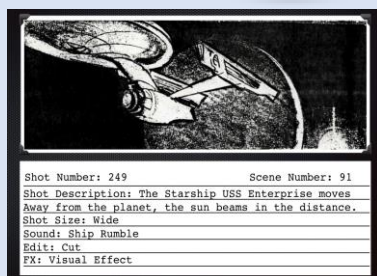 Shot Number: 249 Scene Number: 91
Shot Description: The Starship USS Enterprise moves
Away from the planet, the sun beams in the distance.
Shot Size: Wide
Sound: Ship Rumble
Edit: Cut
FX: Visual Effect